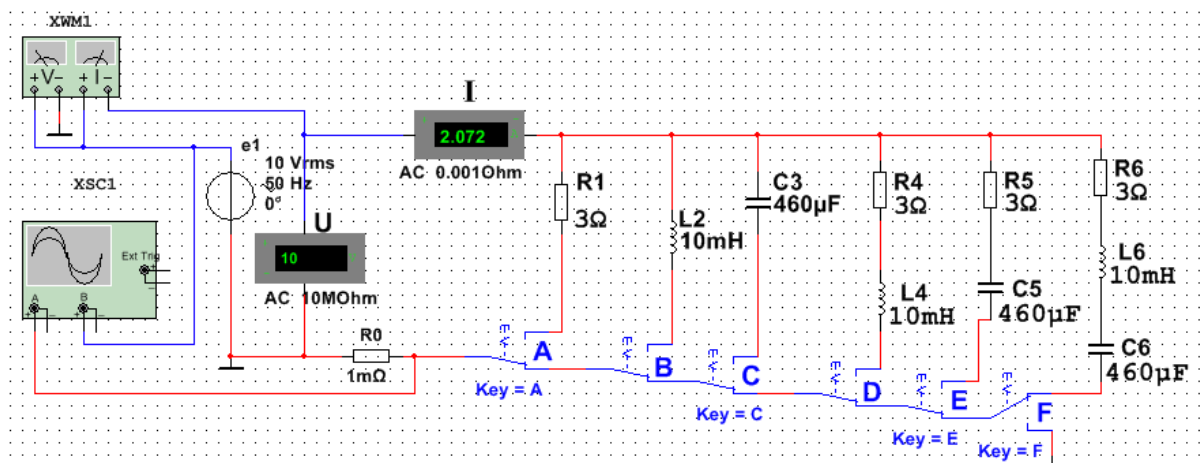 XWM1
+V- +I-
I
2.072
AC 0.001Ohm
e1
10 Vrms
50 Hz
0°
XSC1
Ext Trig
A
B
U
10
AC 10MOhm
R0
1mΩ
R1
3Ω
L2
10mH
C3
460µF
R4
3Ω
L4
10mH
R5
3Ω
C5
460µF
R6
3Ω
L6
10mH
C6
460µF
A
Key = A
B
C
Key = C
D
E
Key = E
F
Key = F